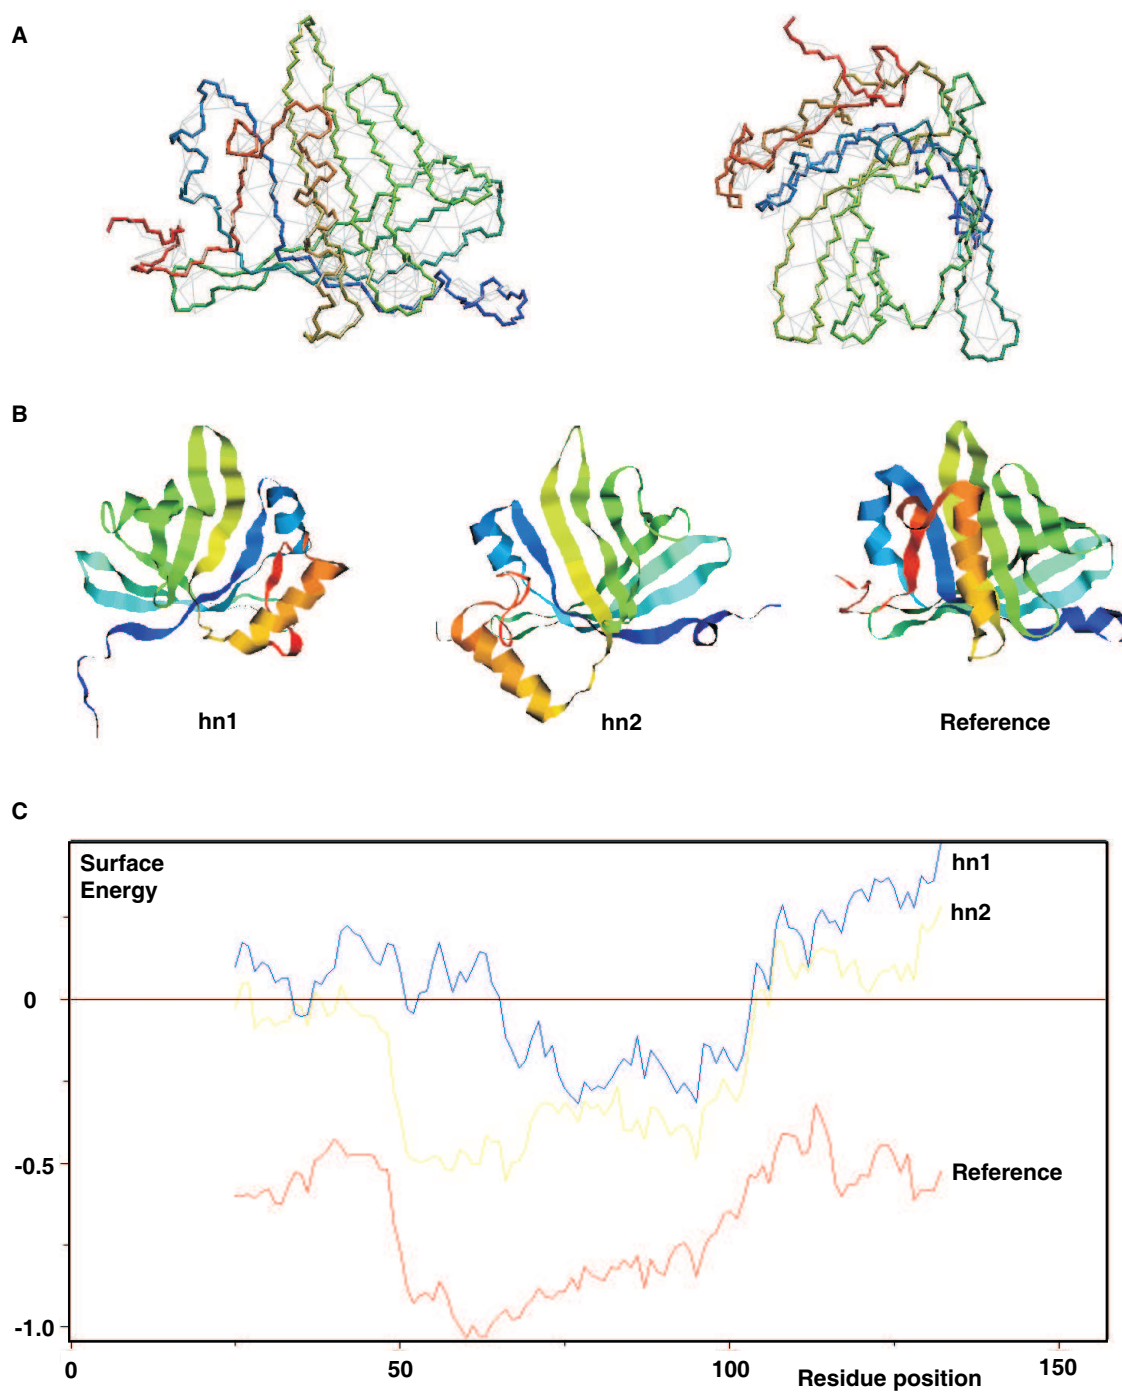 A
B
hn1
hn2
Reference
C
Surface
Energy
hn1
hn2
0
-0.5
Reference
-1.0
0
50
100
150
Residue position